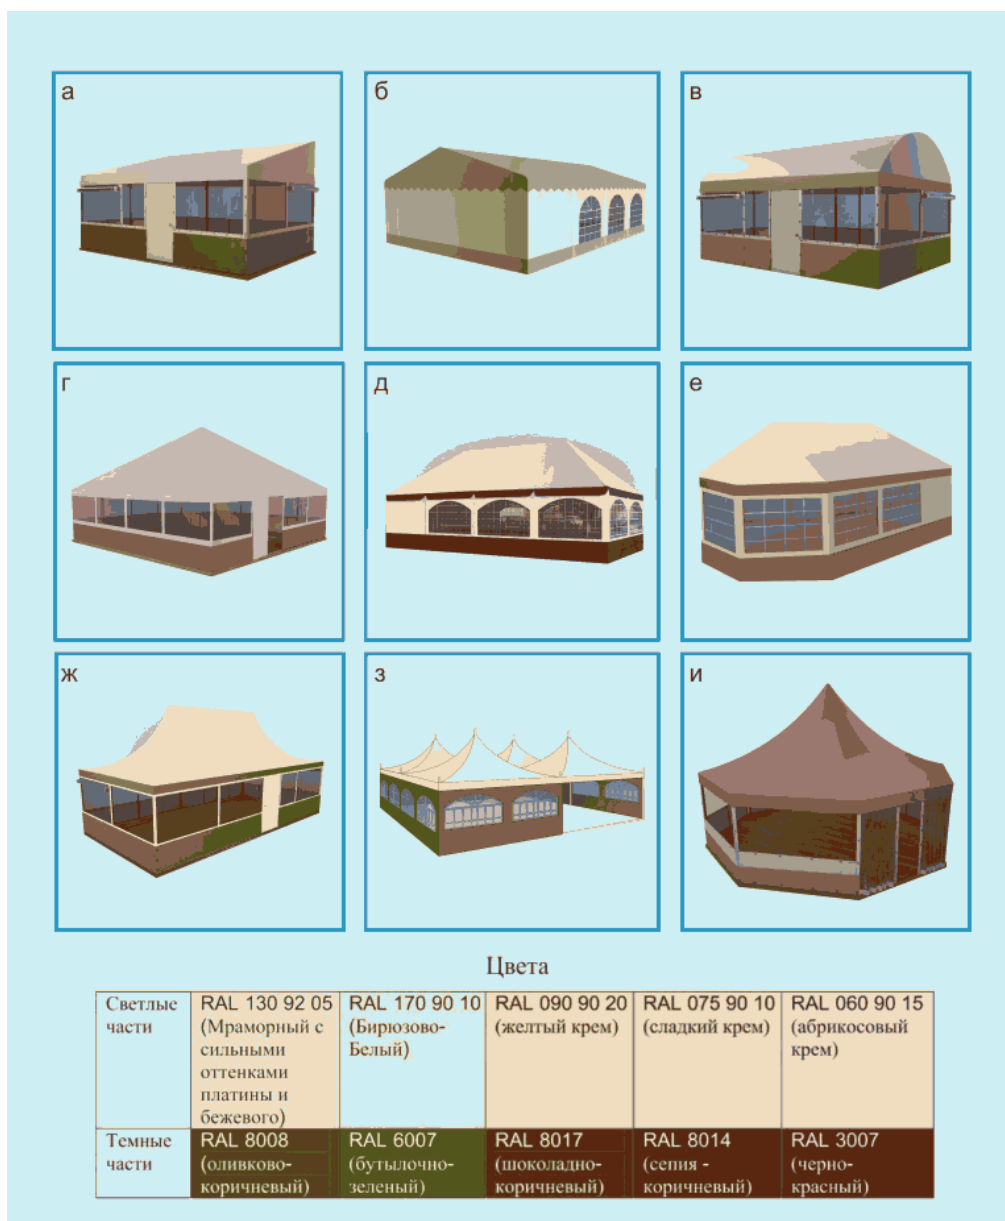 а
б
в
г
д
е
ж
з
и
Цвета
Светлые части
RAL 130 92 05 (Мраморный с сильными оттенками платины и бежевого)
RAL 170 90 10 (Бирюзово-Белый)
RAL 090 90 20 (желтый крем)
RAL 075 90 10 (сладкий крем)
RAL 060 90 15 (абрикосовый крем)
Темные части
RAL 8008 (оливково-коричневый)
RAL 6007 (бутылочно-зеленый)
RAL 8017 (шоколадно-коричневый)
RAL 8014 (сепия - коричневый)
RAL 3007 (черно-красный)